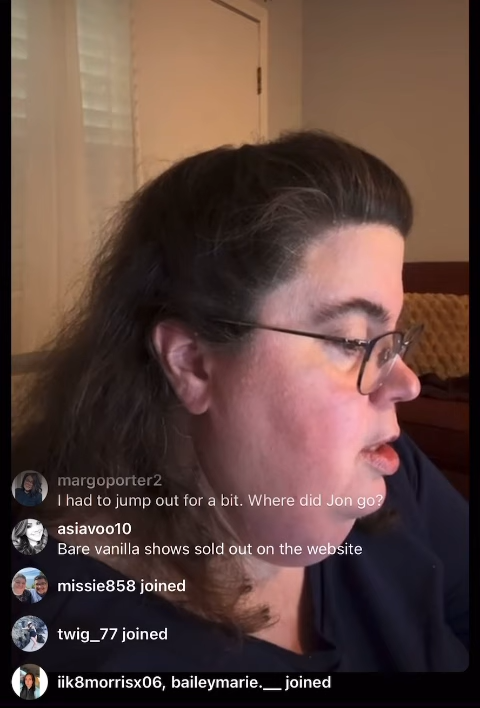 margoporter2
I had to jump out for a bit. Where did Jon go?
asiavoo10
Bare vanilla shows sold out on the website
missie858 joined
twig_77 joined
iik8morrisx06, baileymarie.__ joined